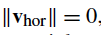 ‖v_hor‖ = 0,